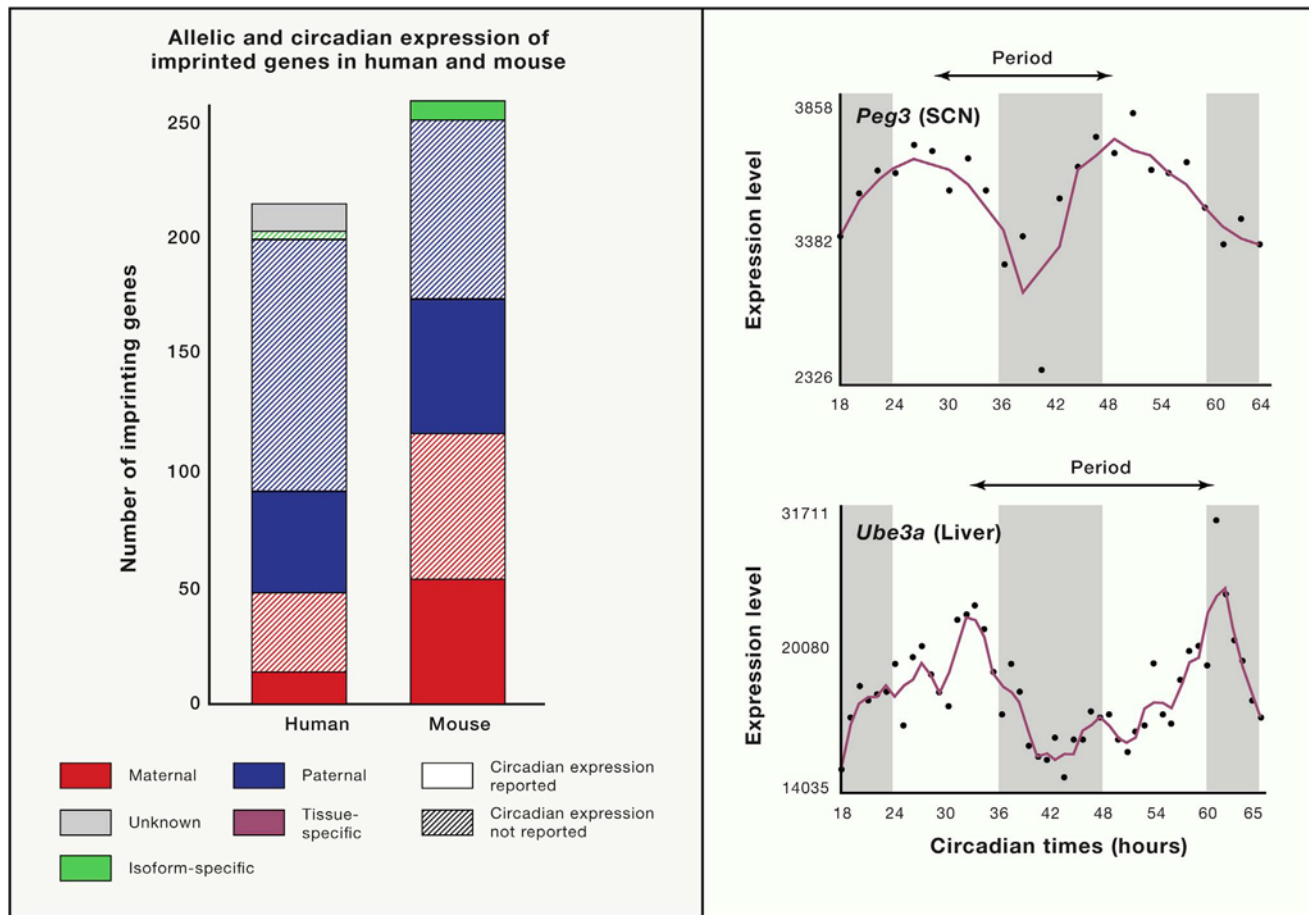 Allelic and circadian expression of
imprinted genes in human and mouse
Number of imprinting genes
250
200
150
100
50
0
Human
Mouse
Maternal
Paternal
Circadian expression
reported
Unknown
Tissue-
specific
Circadian expression
not reported
Isoform-specific
Period
Peg3 (SCN)
Expression level
3858
3382
2326
18 24 30 36 42 48 54 60 64
Period
Ube3a (Liver)
Expression level
31711
20080
14035
18 24 30 36 42 48 54 60 65
Circadian times (hours)